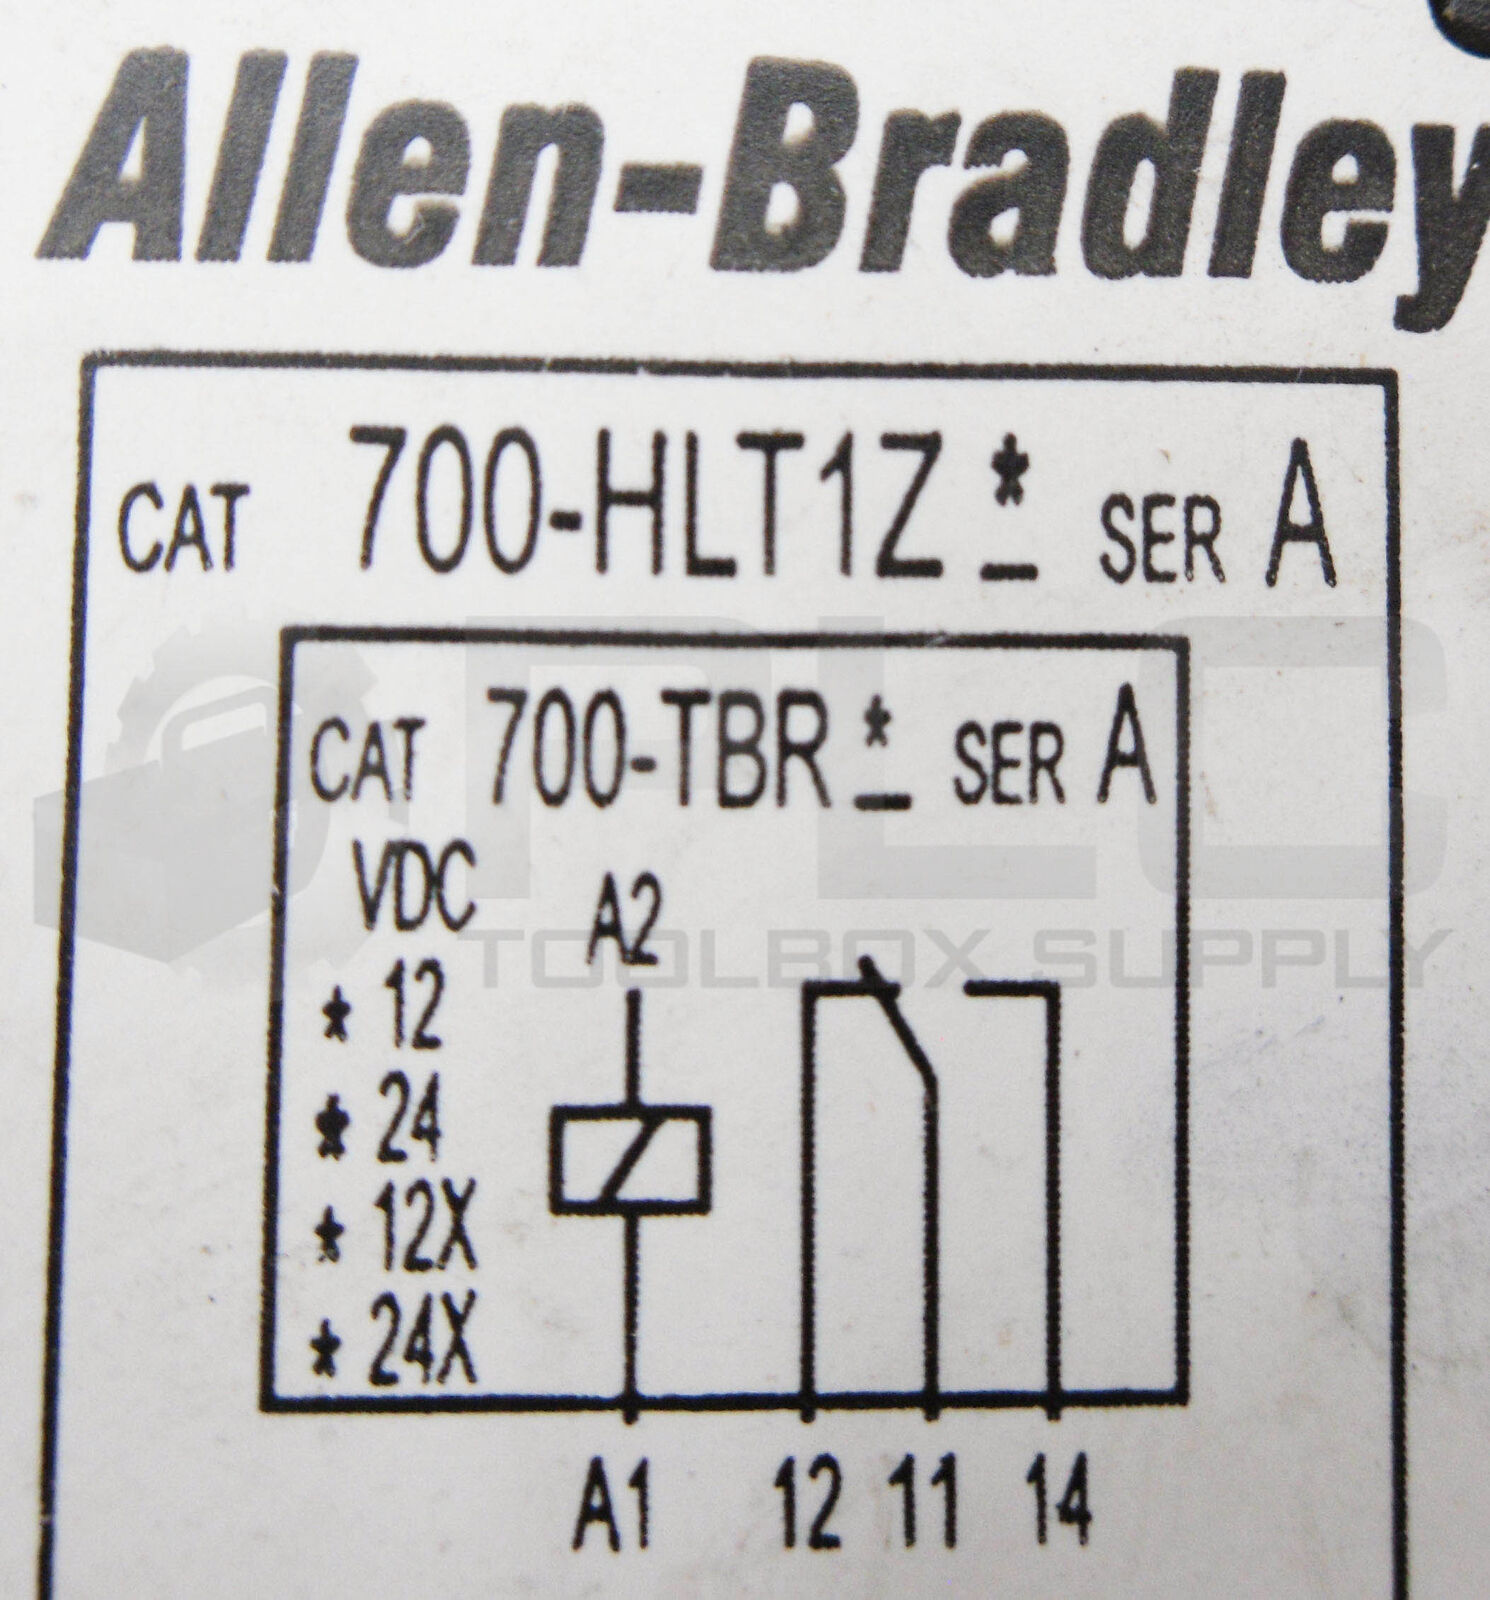 Allen-Bradley
CAT 700-HLT1Z * _ SER A
CAT 700-TBR * _ SER A
VDC
* 12
* 24
* 12X
* 24X
A2
A1 12 11 14
PLC
TOOLBOX SUPPLY